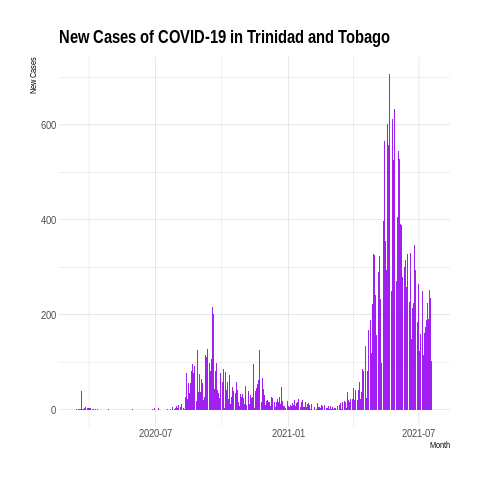 New Cases of COVID-19 in Trinidad and Tobago
New Cases
600
400
200
0
2020-07
2021-01
2021-07
Month